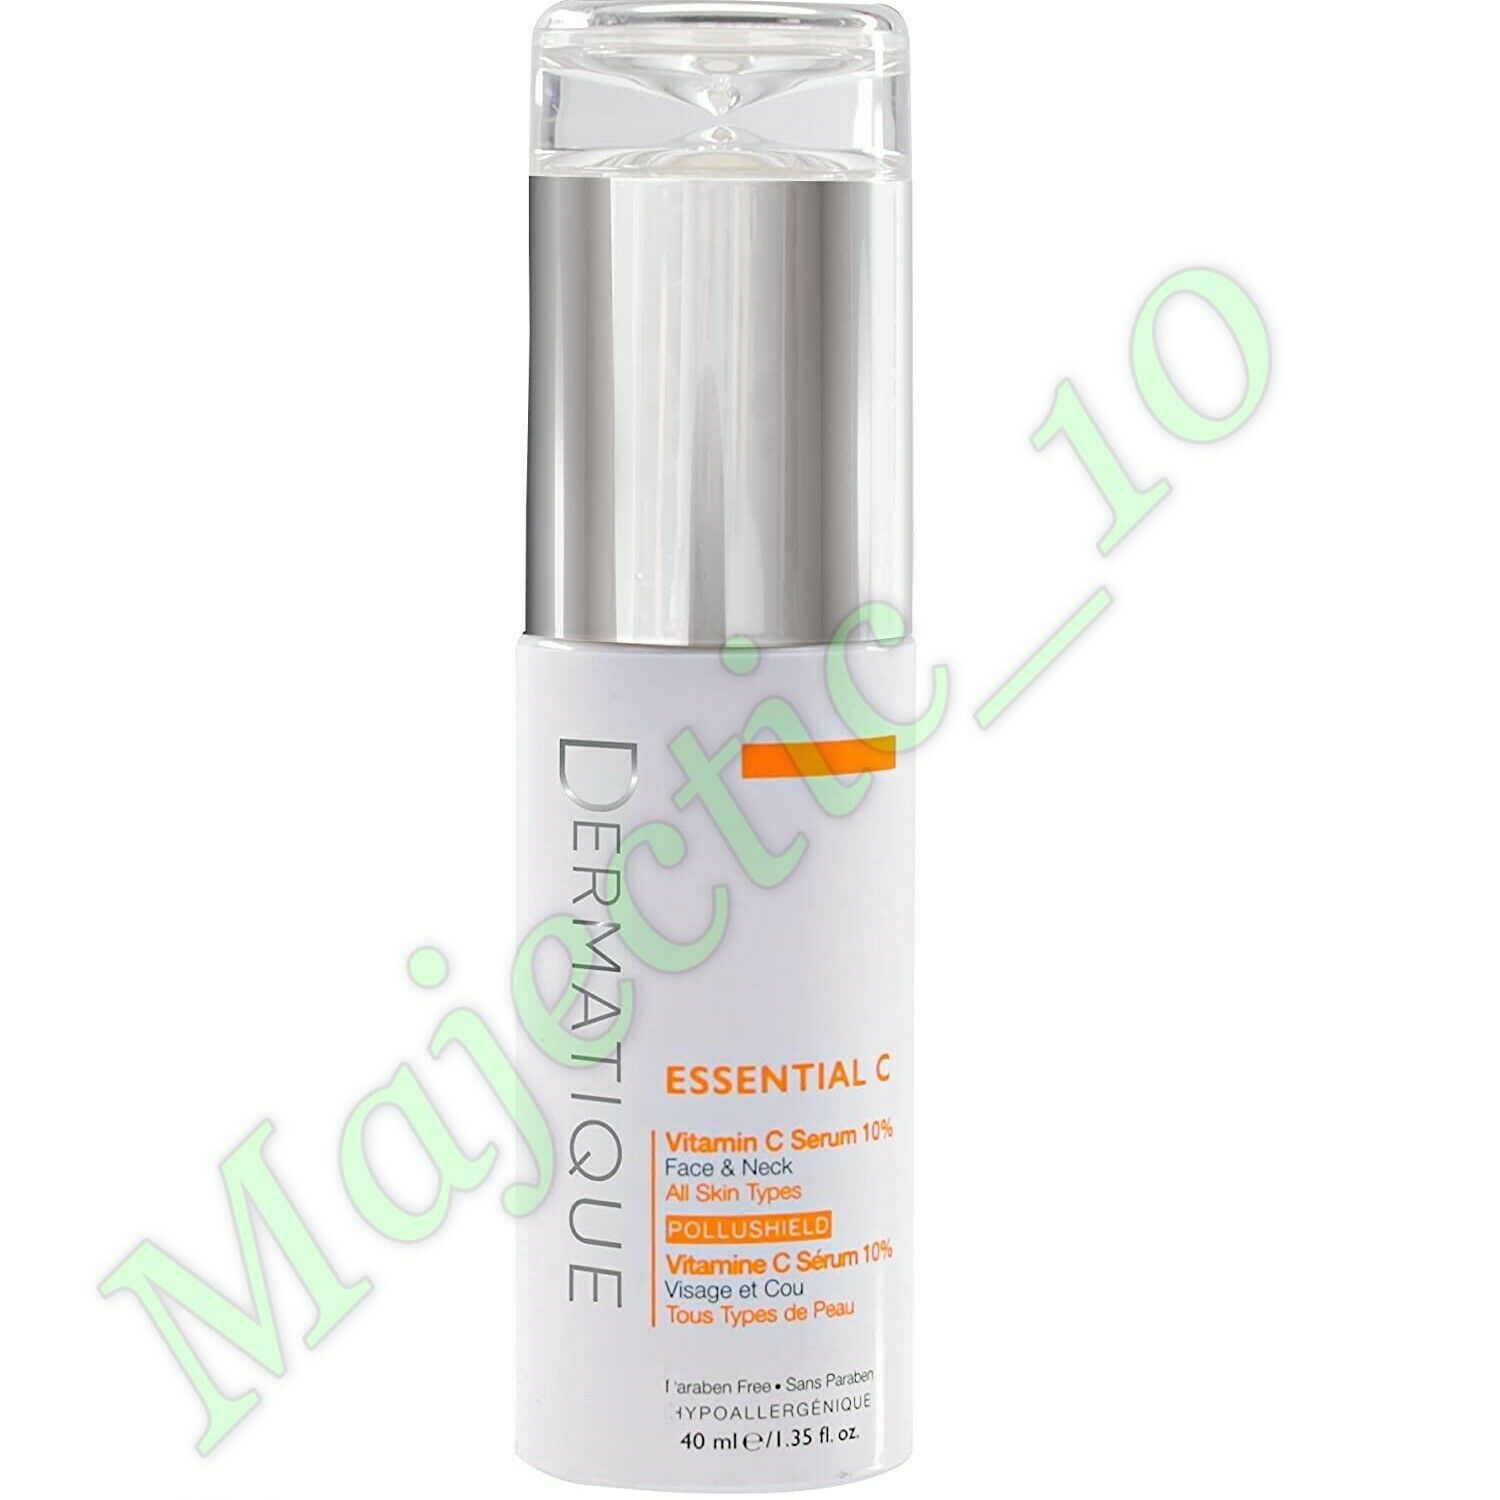 DERMATIQUE
ESSENTIAL C
Vitamin C Serum 10%
Face & Neck
All Skin Types
POLLUSHIELD
Vitamine C Sérum 10%
Visage et Cou
Tous Types de Peau
Paraben Free • Sans Paraben
HYPOALLERGÉNIQUE
40 ml ℮/1.35 fl. oz.
Majectic_10